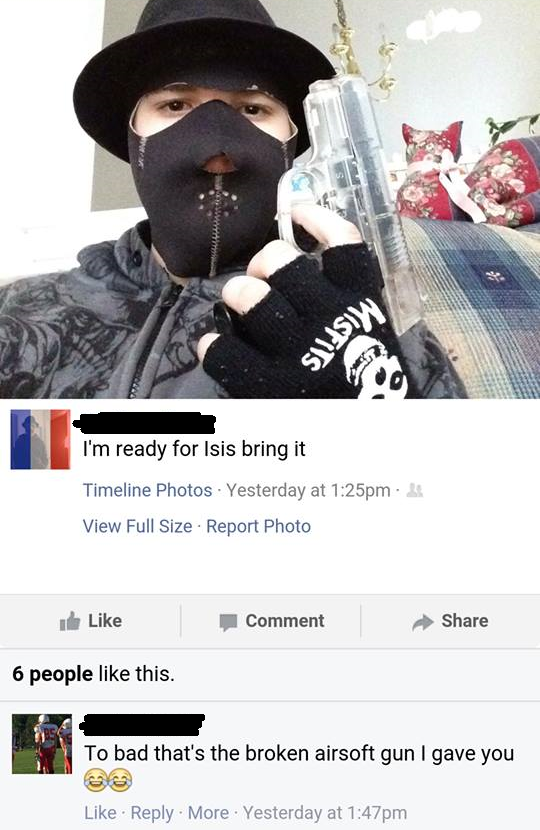 MISFITS
I'm ready for Isis bring it
Timeline Photos · Yesterday at 1:25pm ·
View Full Size · Report Photo
Like Comment Share
6 people like this.
To bad that's the broken airsoft gun I gave you
😂😂
Like · Reply · More · Yesterday at 1:47pm